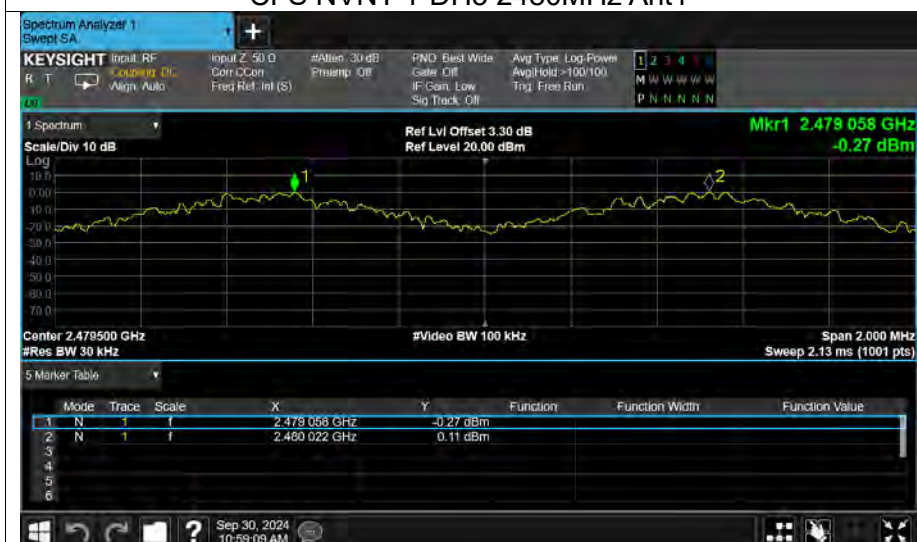 CFS NVNT 1-DH5 2480MHz Ant1
Spectrum Analyzer 1
Swept SA
+
KEYSIGHT Input: RF
R T Coupling: DC
Align: Auto
Input Z: 50 Ω
Corr CCorr
Freq Ref: Int (S)
#Atten: 30 dB
Preamp: Off
PNO: Best Wide
Gate: Off
IF Gain: Low
Sig Track: Off
Avg Type: Log-Power
Avg|Hold: >100/100
Trig: Free Run
1 2 3 4 5 6
M W W W W W
P N N N N N
1 Spectrum
Scale/Div 10 dB
Ref Lvl Offset 3.30 dB
Ref Level 20.00 dBm
Mkr1 2.479 058 GHz
-0.27 dBm
Log
10.0
0.00
-10.0
-20.0
-30.0
-40.0
-50.0
-60.0
-70.0
1
2
Center 2.479500 GHz
#Res BW 30 kHz
#Video BW 100 kHz
Span 2.000 MHz
Sweep 2.13 ms (1001 pts)
5 Marker Table
Mode Trace Scale X Y Function Function Width Function Value
1 N 1 f 2.479 058 GHz -0.27 dBm
2 N 1 f 2.480 022 GHz 0.11 dBm
3
4
5
6
?
Sep 30, 2024
10:59:09 AM